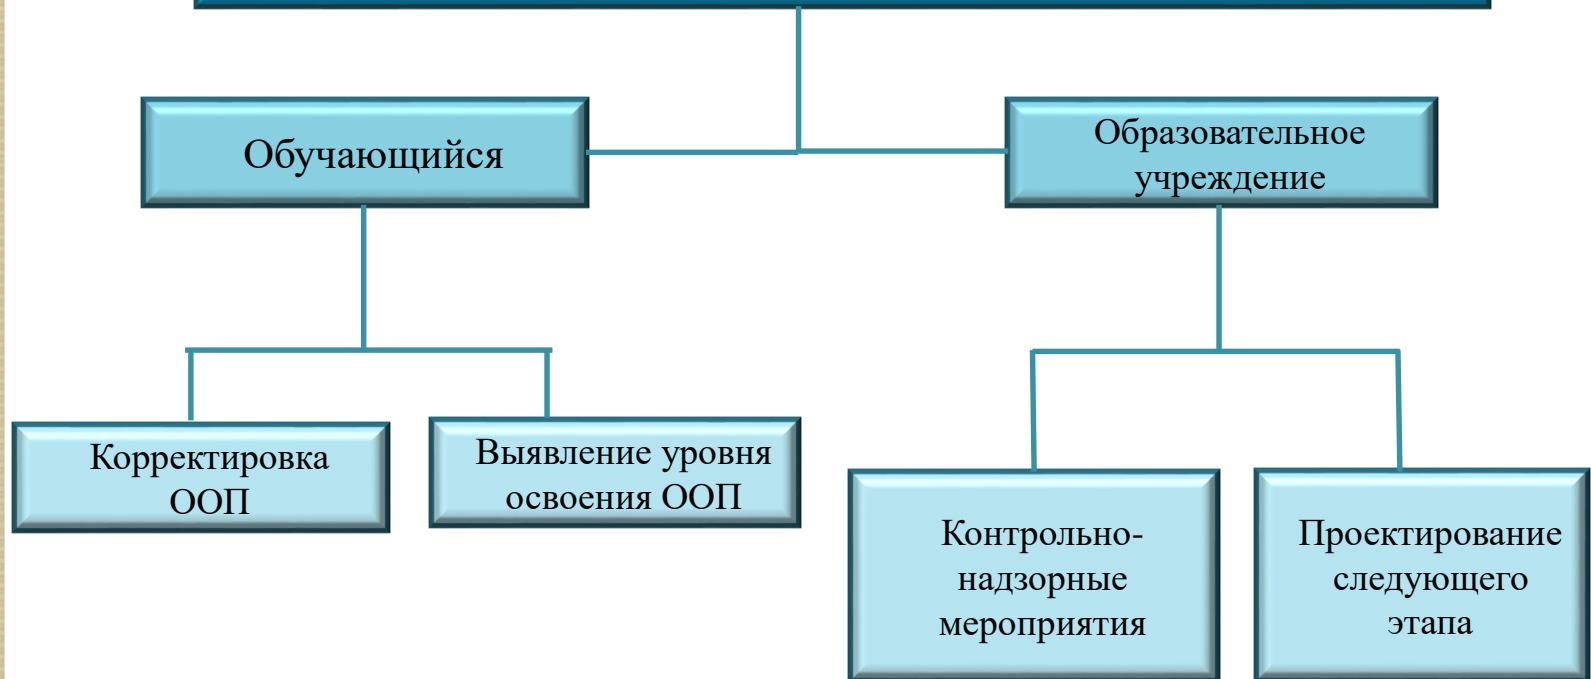 Обучающийся
Образовательное
учреждение
Корректировка
ООП
Выявление уровня
освоения ООП
Контрольно-
надзорные
мероприятия
Проектирование
следующего
этапа